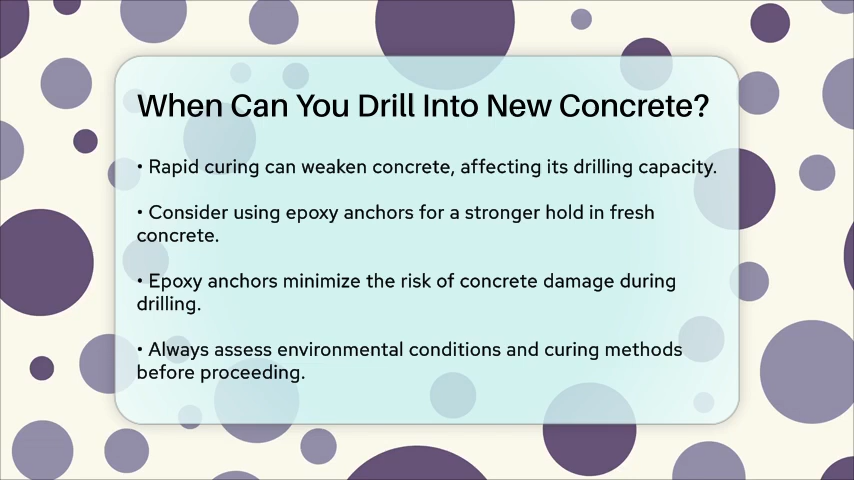 When Can You Drill Into New Concrete?
• Rapid curing can weaken concrete, affecting its drilling capacity.
• Consider using epoxy anchors for a stronger hold in fresh
concrete.
• Epoxy anchors minimize the risk of concrete damage during
drilling.
• Always assess environmental conditions and curing methods
before proceeding.